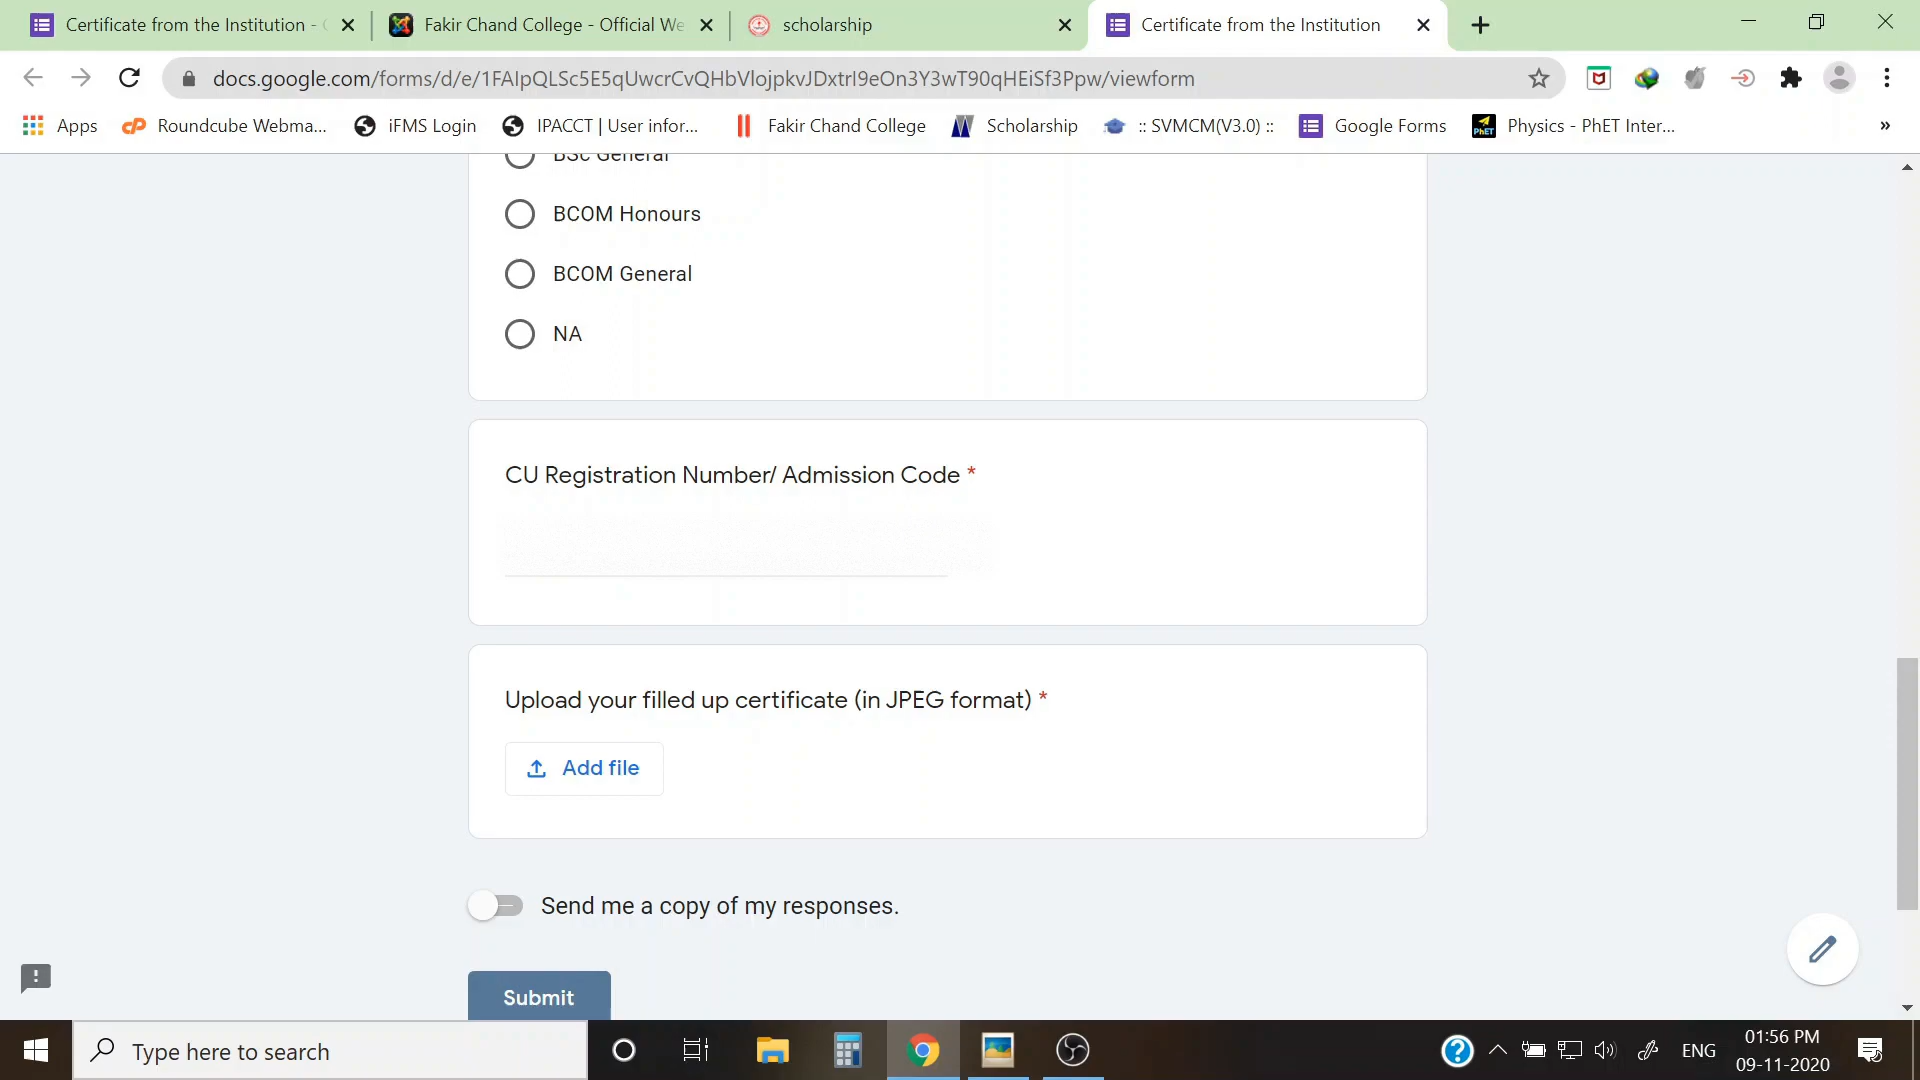 Certificate from the Institution -
Fakir Chand College - Official We
scholarship
Certificate from the Institution
docs.google.com/forms/d/e/1FAIpQLSc5E5qUwcrCvQHbVlojpkvJDxtrI9eOn3Y3wT90qHEiSf3Ppw/viewform
Apps
cP Roundcube Webma...
iFMS Login
IPACCT | User infor...
Fakir Chand College
Scholarship
:: SVMCM(V3.0) ::
Google Forms
PhET Physics - PhET Inter...
»
BSc General
BCOM Honours
BCOM General
NA
CU Registration Number/ Admission Code *
Upload your filled up certificate (in JPEG format) *
Add file
Send me a copy of my responses.
Submit
Type here to search
ENG
01:56 PM
09-11-2020